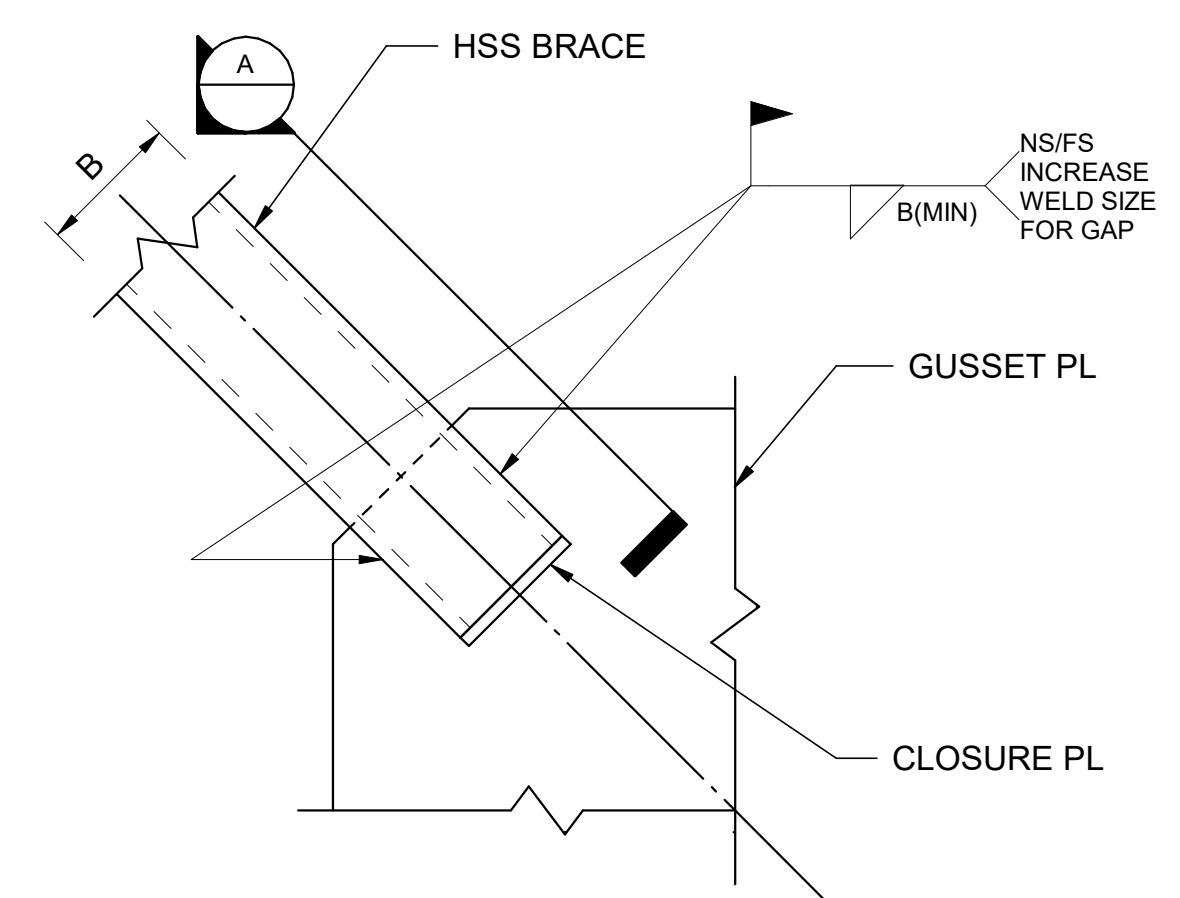 A
HSS BRACE
B
NS/FS
INCREASE
WELD SIZE
FOR GAP
B(MIN)
GUSSET PL
CLOSURE PL